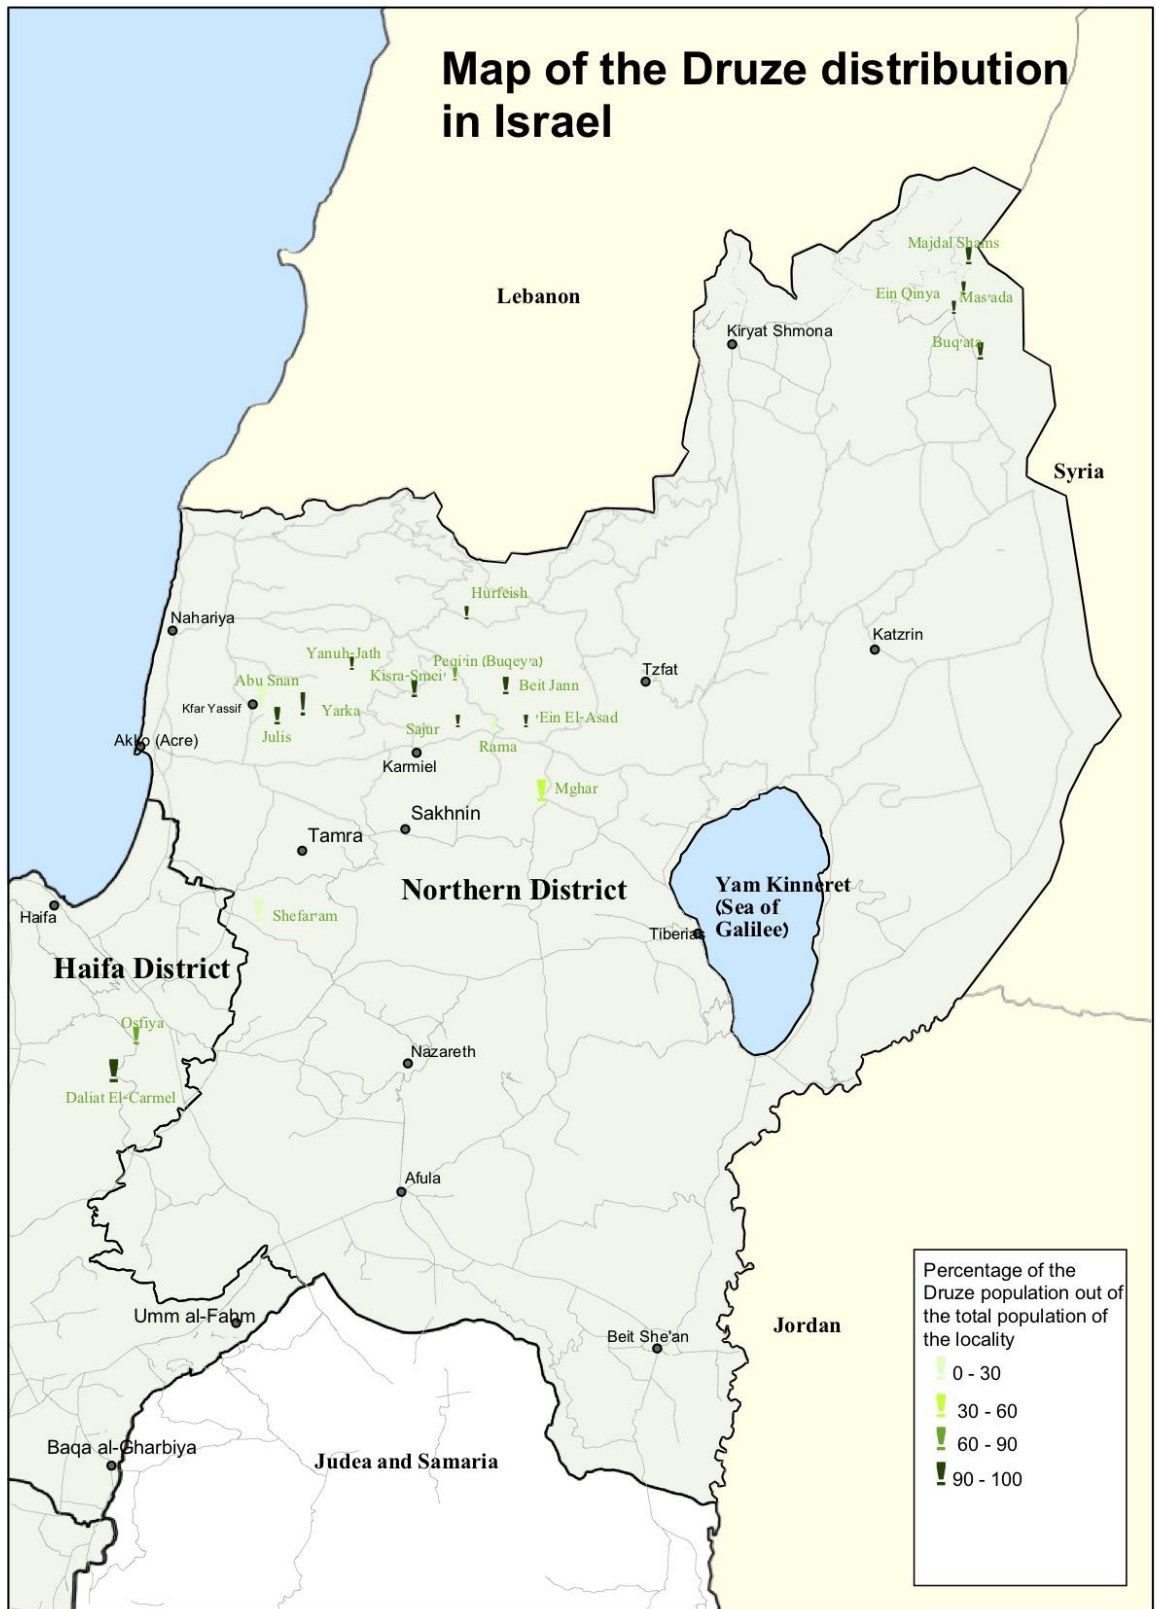 Map of the Druze distribution
in Israel
Majdal Shams
Lebanon
Ein Qinya
Mas'ada
Kiryat Shmona
Buq'ata
Syria
Hurfeish
Nahariya
Katzrin
Yanuh-Jath
Peqi'in (Buqey'a)
Tzfat
Kisra-Smei'
Abu Snan
Beit Jann
Kfar Yassif
Yarka
'Ein El-Asad
Sajur
Julis
Akko (Acre)
Rama
Karmiel
Mghar
Sakhnin
Tamra
Northern District
Yam Kinneret
(Sea of
Galilee)
Haifa
Shefar'am
Tiberias
Haifa District
Osfiya
Nazareth
Daliat El-Carmel
Afula
Umm al-Fahm
Beit She'an
Jordan
Baqa al-Gharbiya
Judea and Samaria
Percentage of the
Druze population out of
the total population of
the locality
0 - 30
30 - 60
60 - 90
90 - 100